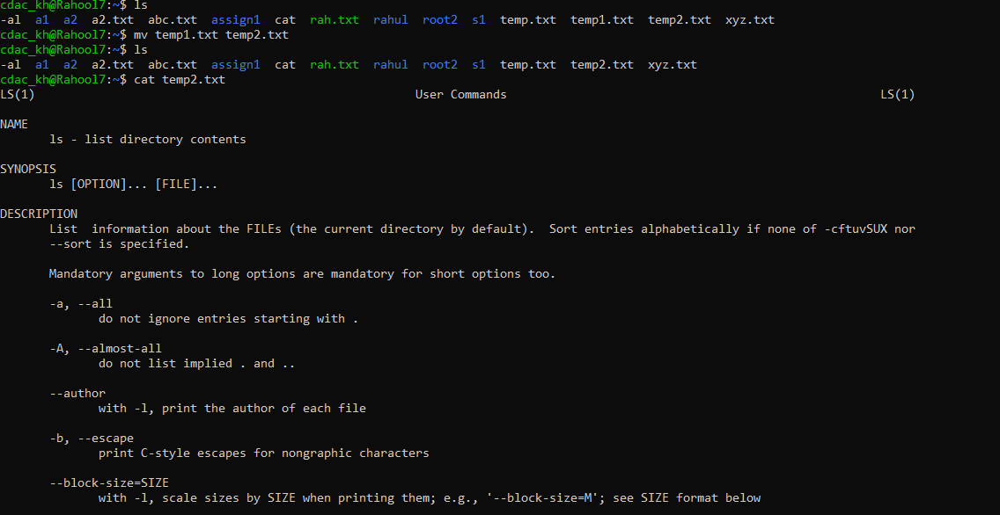 cdac_kh@Rahool7:~$ ls
-al  a1  a2  a2.txt  abc.txt  assign1  cat  rah.txt  rahul  root2  s1  temp.txt  temp1.txt  temp2.txt  xyz.txt
cdac_kh@Rahool7:~$ mv temp1.txt temp2.txt
cdac_kh@Rahool7:~$ ls
-al  a1  a2  a2.txt  abc.txt  assign1  cat  rah.txt  rahul  root2  s1  temp.txt  temp2.txt  xyz.txt
cdac_kh@Rahool7:~$ cat temp2.txt
LS(1)                                                      User Commands                                                     LS(1)
NAME
       ls - list directory contents
SYNOPSIS
       ls [OPTION]... [FILE]...
DESCRIPTION
       List  information about the FILEs (the current directory by default).  Sort entries alphabetically if none of -cftuvSUX nor
       --sort is specified.
       Mandatory arguments to long options are mandatory for short options too.
       -a, --all
              do not ignore entries starting with .
       -A, --almost-all
              do not list implied . and ..
       --author
              with -l, print the author of each file
       -b, --escape
              print C-style escapes for nongraphic characters
       --block-size=SIZE
              with -l, scale sizes by SIZE when printing them; e.g., '--block-size=M'; see SIZE format below